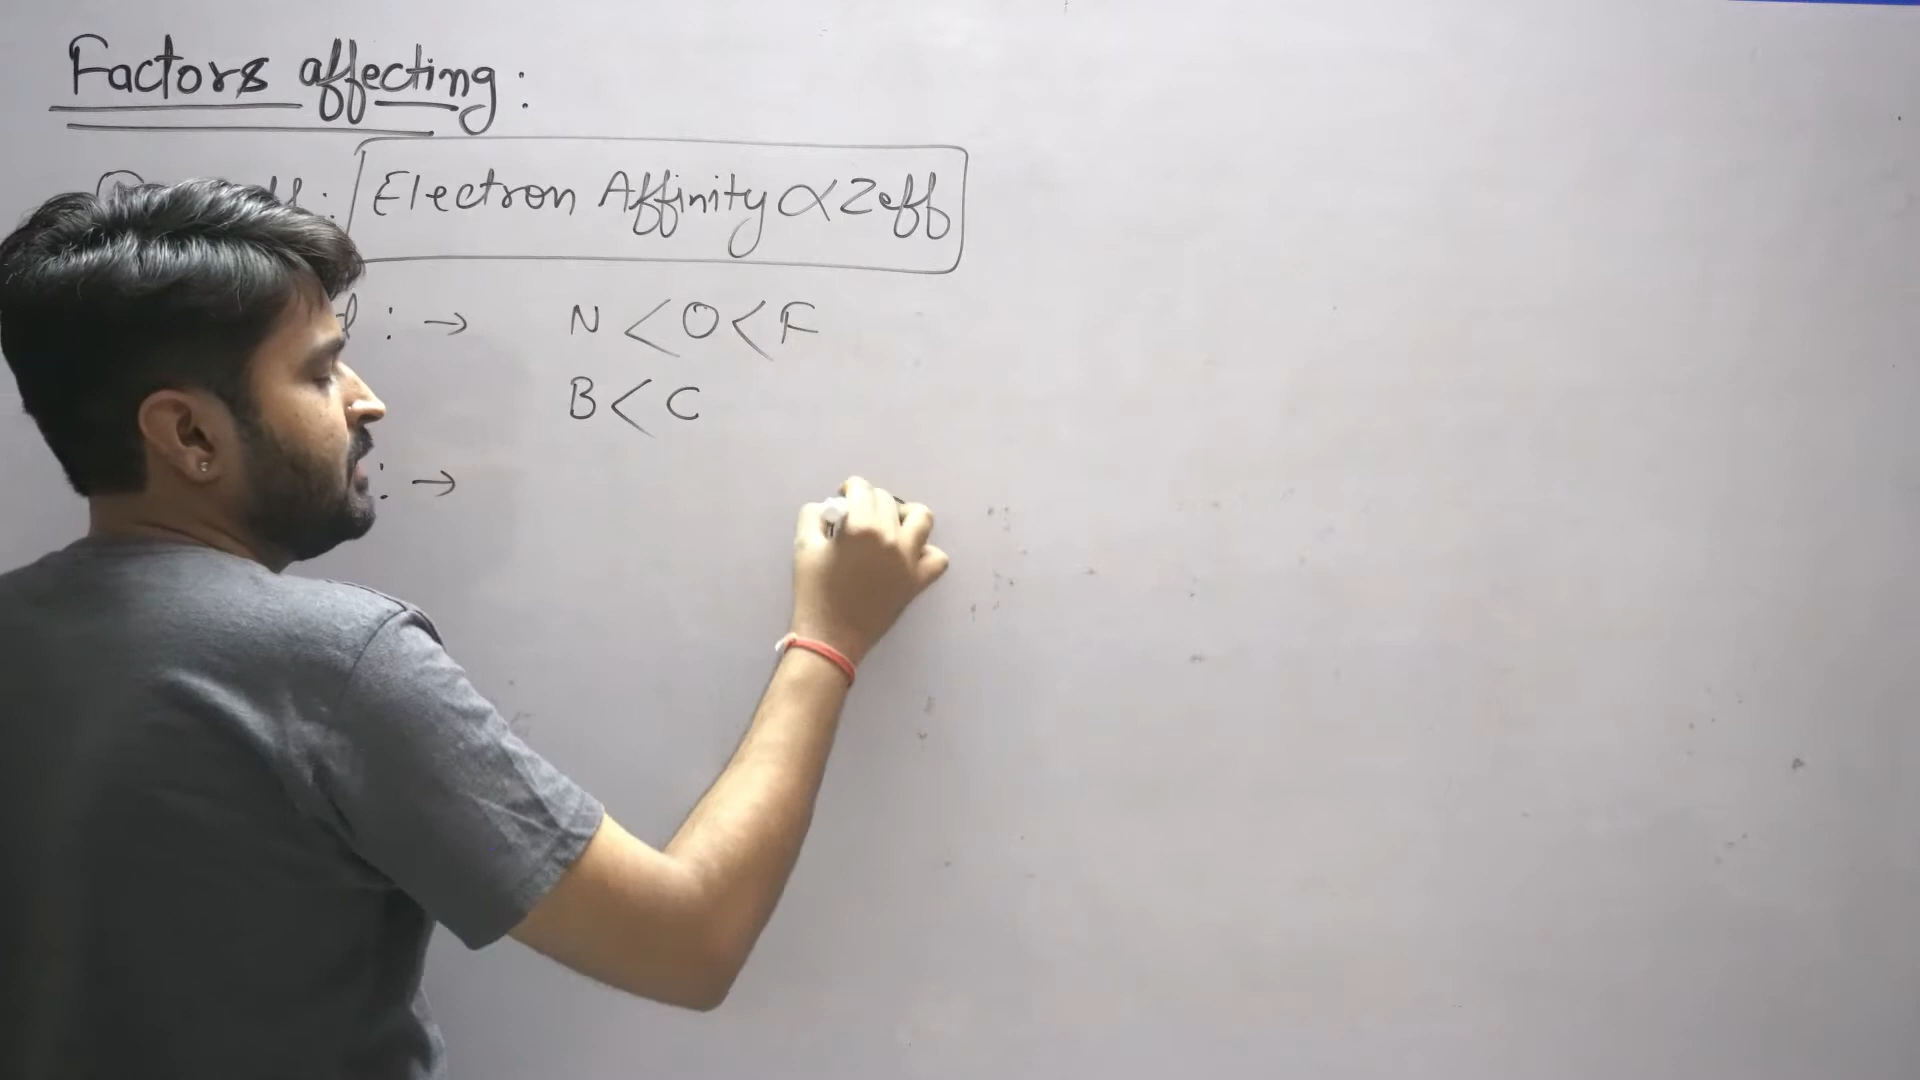 Factors affecting :
: Electron Affinity ∝ Zeff
: → N < O < F
B < C
: →